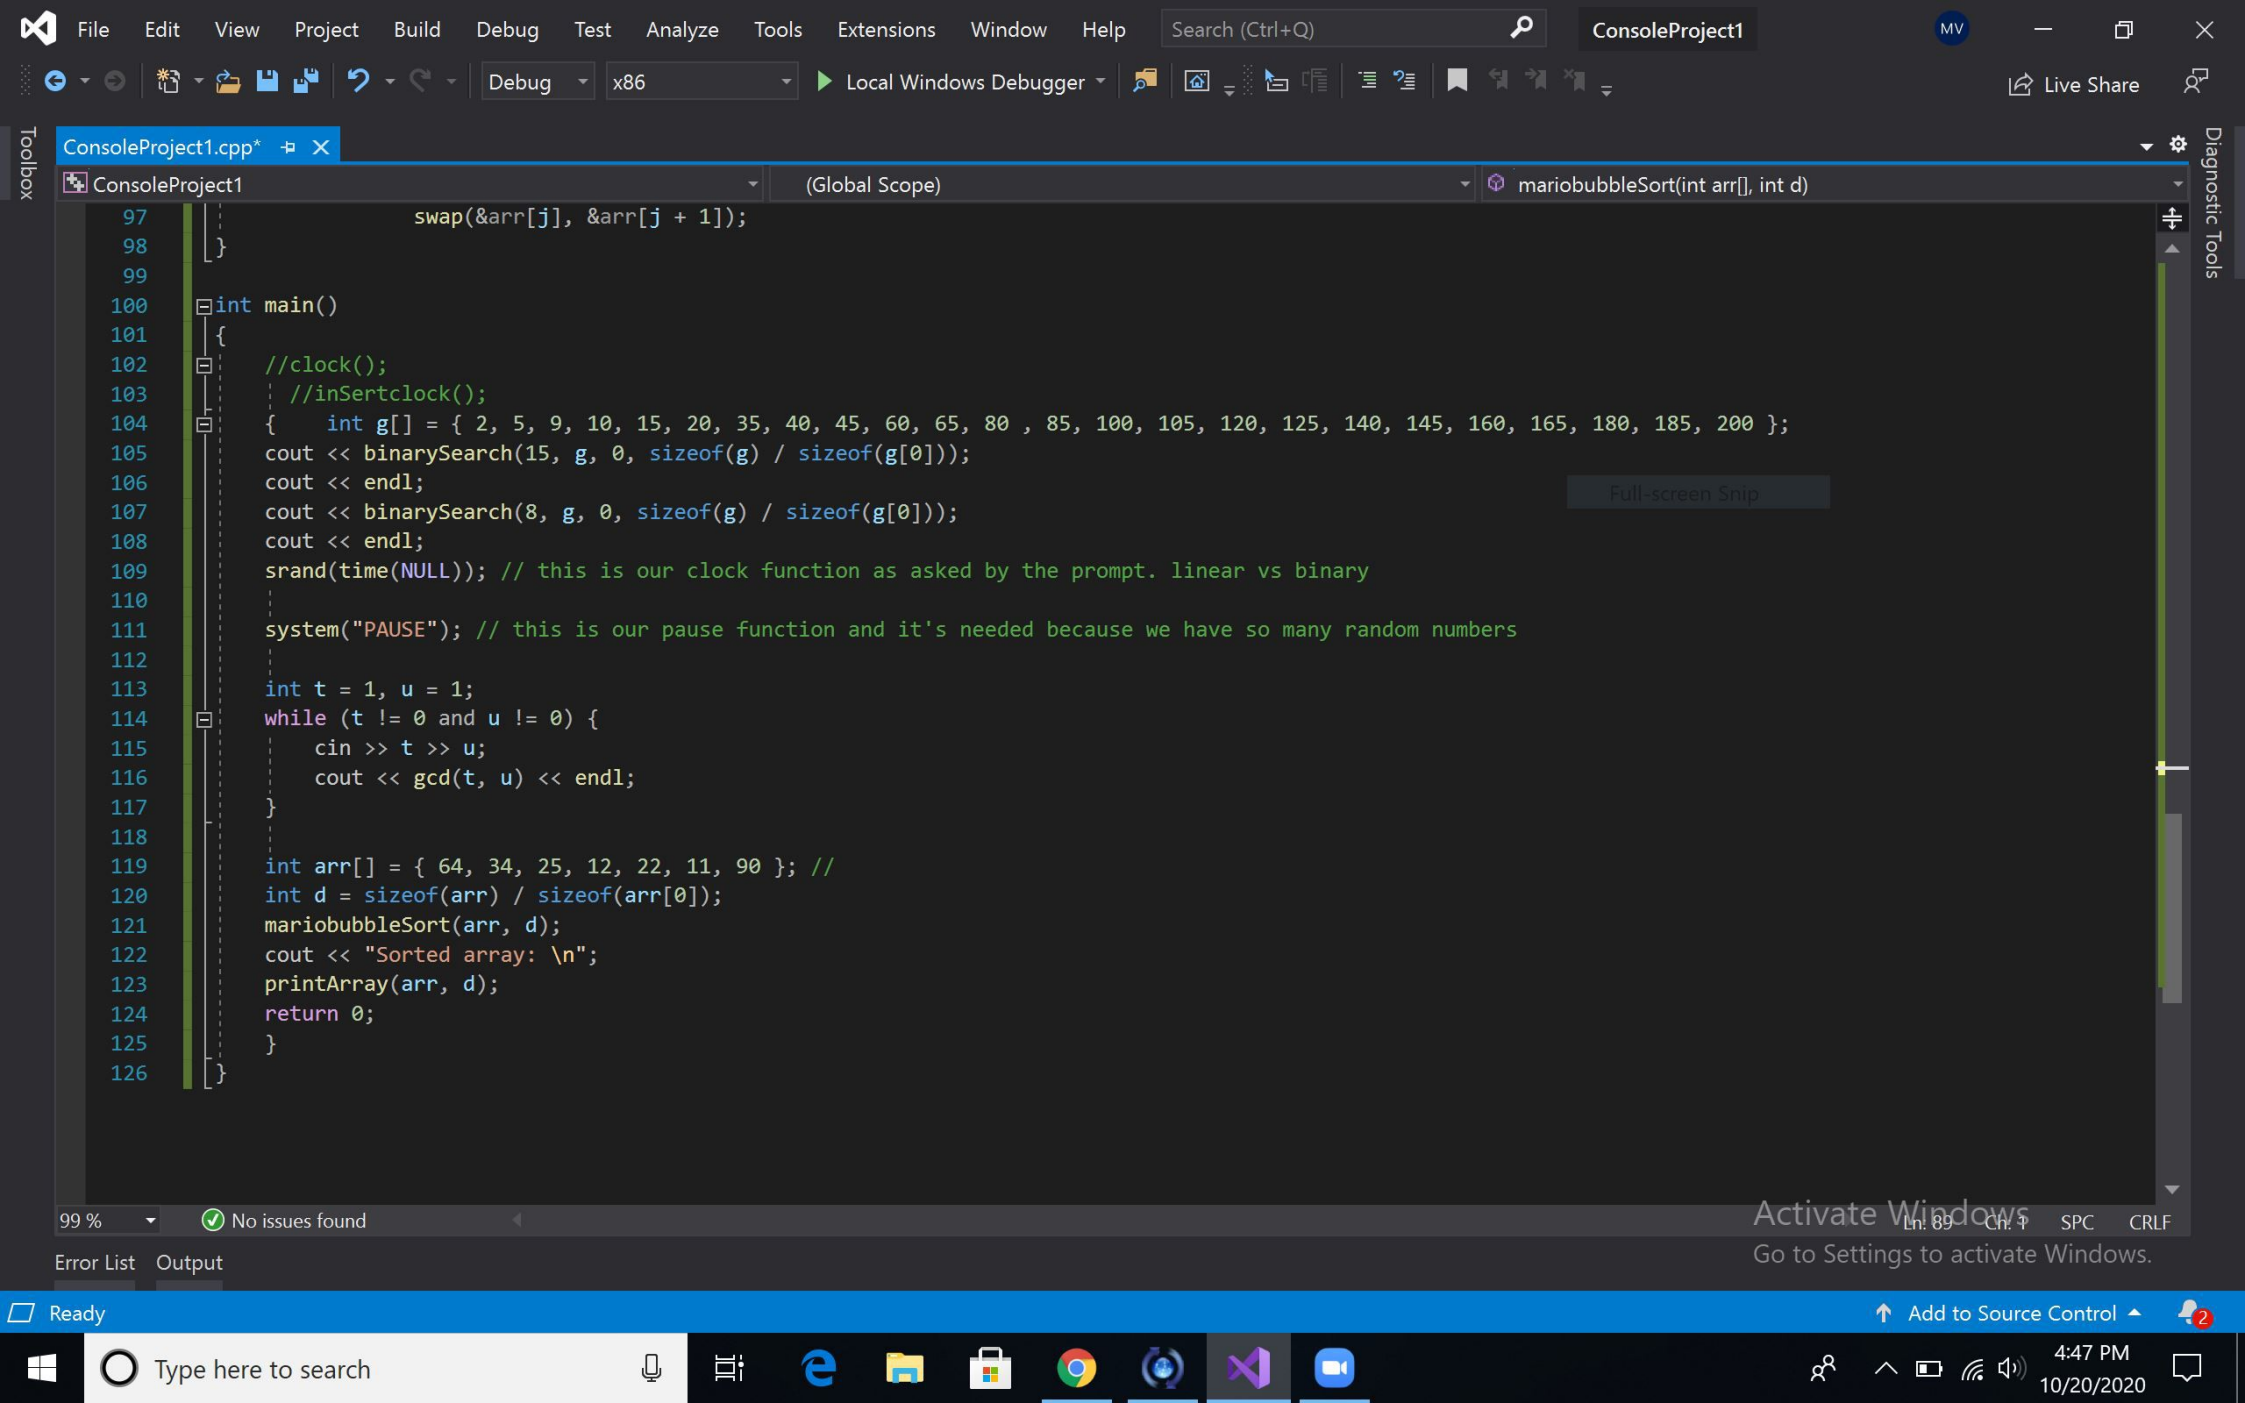 File Edit View Project Build Debug Test Analyze Tools Extensions Window Help Search (Ctrl+Q) ConsoleProject1 MV
Debug x86 Local Windows Debugger Live Share
Toolbox
ConsoleProject1.cpp*
Diagnostic Tools
ConsoleProject1 (Global Scope) mariobubbleSort(int arr[], int d)
97 swap(&arr[j], &arr[j + 1]);
98 }
99
100 int main()
101 {
102 //clock();
103 //inSertclock();
104 { int g[] = { 2, 5, 9, 10, 15, 20, 35, 40, 45, 60, 65, 80 , 85, 100, 105, 120, 125, 140, 145, 160, 165, 180, 185, 200 };
105 cout << binarySearch(15, g, 0, sizeof(g) / sizeof(g[0]));
106 cout << endl;
Full-screen Snip
107 cout << binarySearch(8, g, 0, sizeof(g) / sizeof(g[0]));
108 cout << endl;
109 srand(time(NULL)); // this is our clock function as asked by the prompt. linear vs binary
110
111 system("PAUSE"); // this is our pause function and it's needed because we have so many random numbers
112
113 int t = 1, u = 1;
114 while (t != 0 and u != 0) {
115 cin >> t >> u;
116 cout << gcd(t, u) << endl;
117 }
118
119 int arr[] = { 64, 34, 25, 12, 22, 11, 90 }; //
120 int d = sizeof(arr) / sizeof(arr[0]);
121 mariobubbleSort(arr, d);
122 cout << "Sorted array: \n";
123 printArray(arr, d);
124 return 0;
125 }
126 }
Activate Windows
99 % No issues found Ln: 89 Ch: 1 SPC CRLF
Go to Settings to activate Windows.
Error List Output
Ready Add to Source Control 2
Type here to search 4:47 PM
10/20/2020